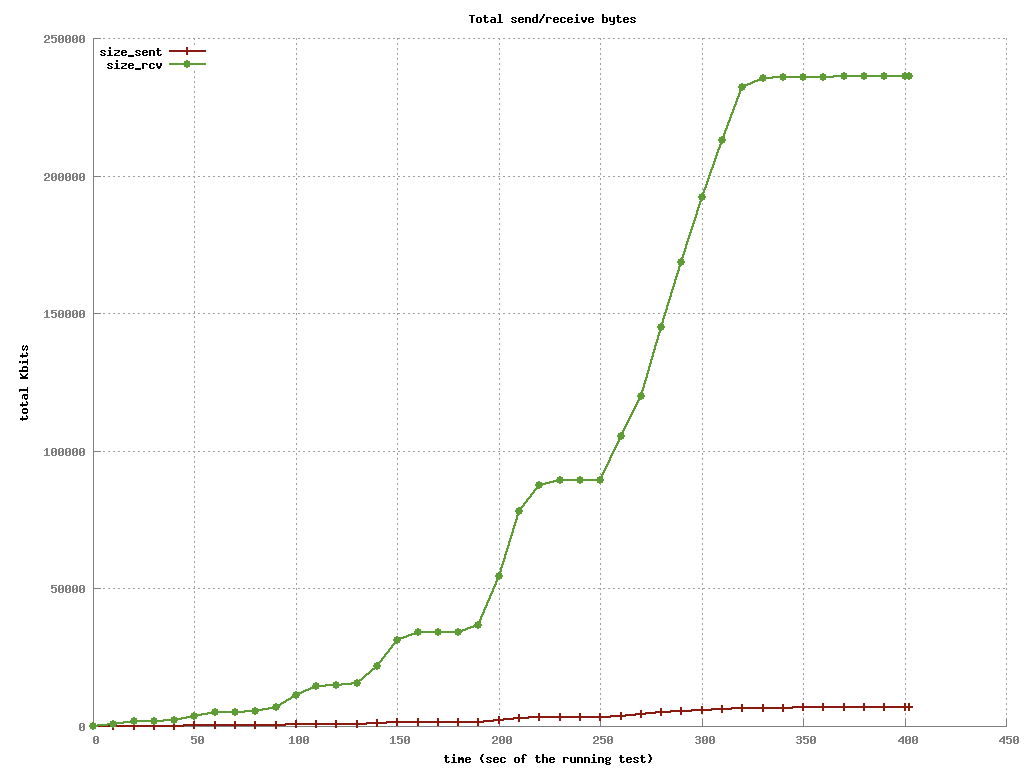 Total send/receive bytes
250000
size_sent
size_rcv
200000
150000
total Kbits
100000
50000
0
0 50 100 150 200 250 300 350 400 450
time (sec of the running test)